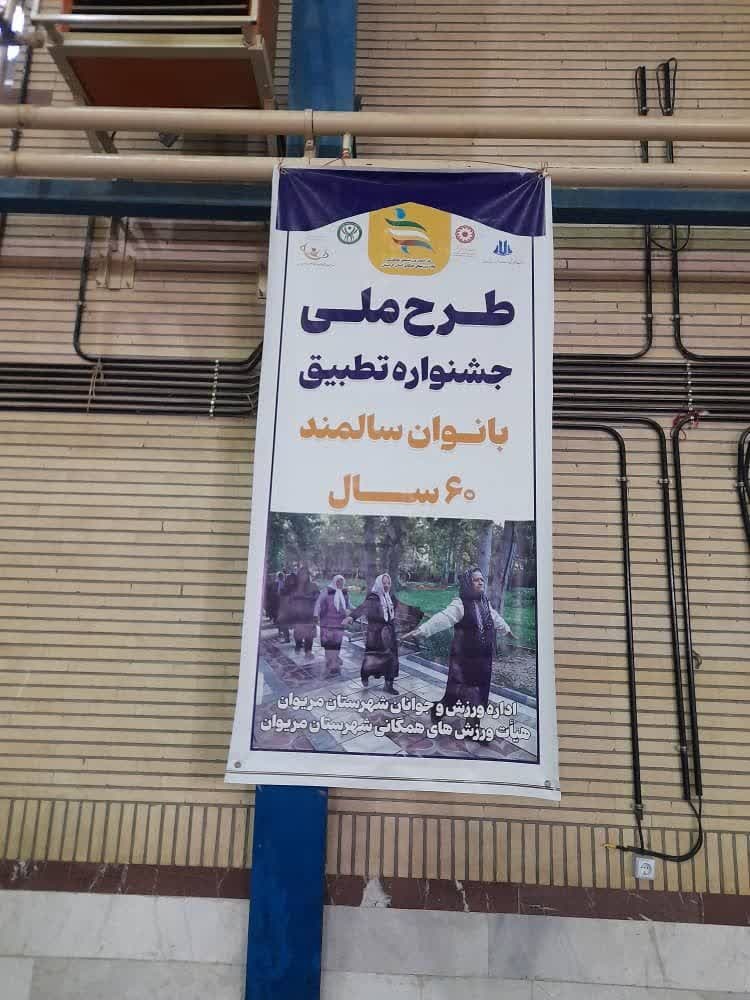 طرح ملی
جشنواره تطبیق
بانوان سالمند
۶۰ سال
اداره ورزش و جوانان شهرستان مریوان
هیأت ورزش های همگانی شهرستان مریوان